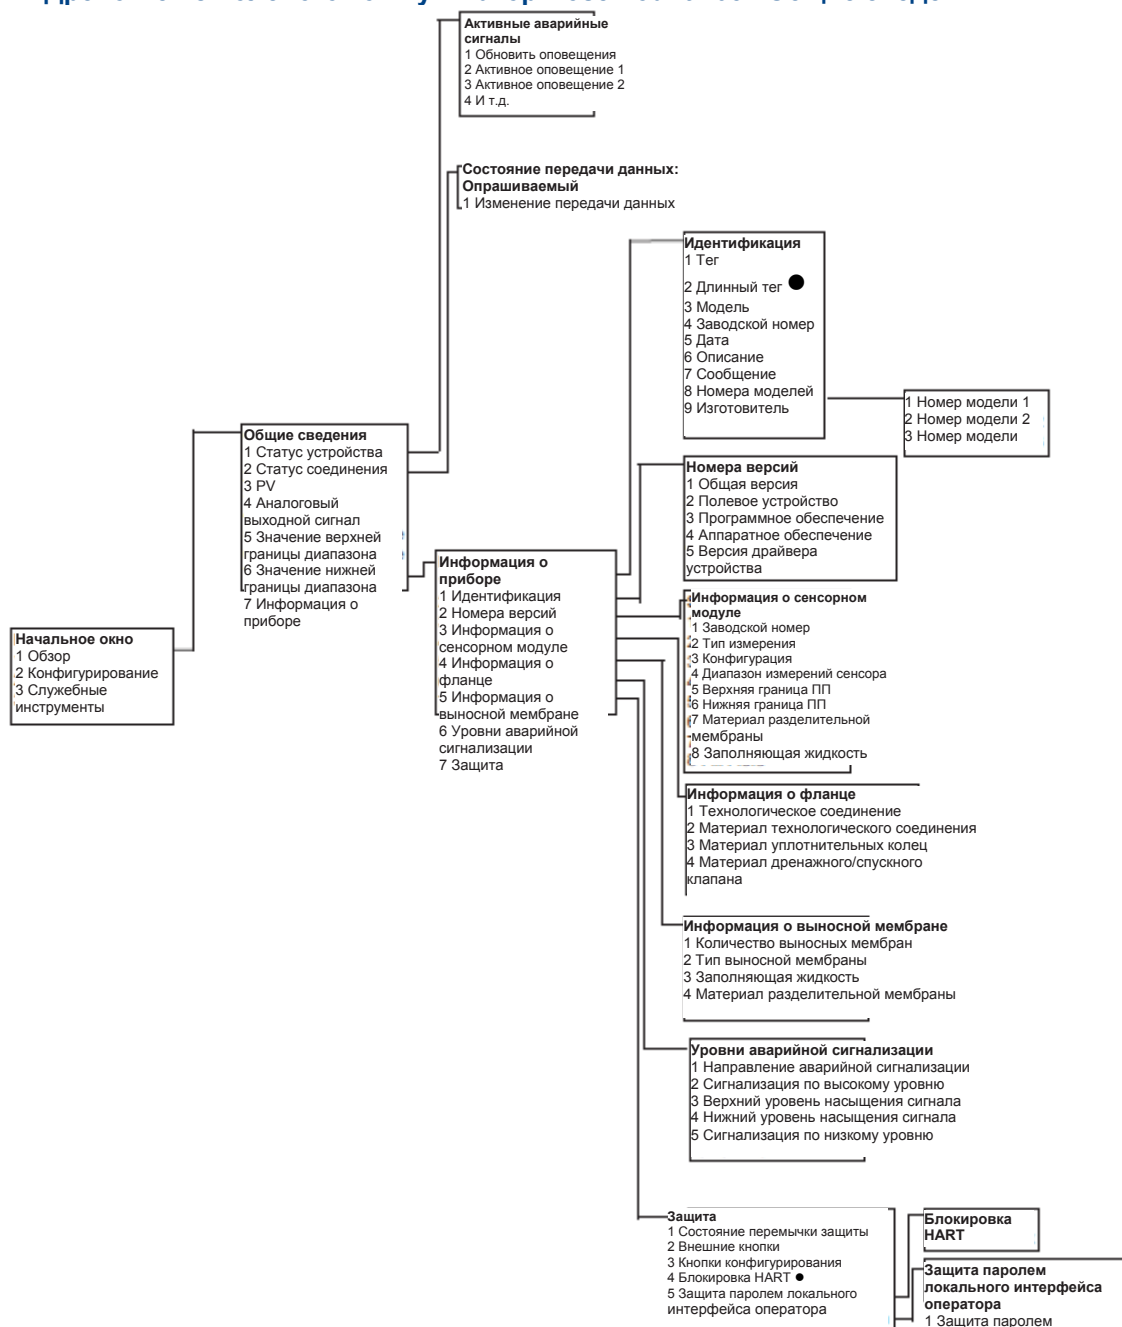 Активные аварийные
сигналы
1 Обновить оповещения
2 Активное оповещение 1
3 Активное оповещение 2
4 И т.д.
Состояние передачи данных:
Опрашиваемый
1 Изменение передачи данных
Идентификация
1 Тег
2 Длинный тег ●
3 Модель
4 Заводской номер
5 Дата
6 Описание
7 Сообщение
8 Номера моделей
9 Изготовитель
1 Номер модели 1
2 Номер модели 2
3 Номер модели
Общие сведения
1 Статус устройства
2 Статус соединения
3 PV
4 Аналоговый
выходной сигнал
5 Значение верхней
границы диапазона
6 Значение нижней
границы диапазона
7 Информация о
приборе
Номера версий
1 Общая версия
2 Полевое устройство
3 Программное обеспечение
4 Аппаратное обеспечение
5 Версия драйвера
устройства
Информация о
приборе
1 Идентификация
2 Номера версий
3 Информация о
сенсорном модуле
4 Информация о
фланце
5 Информация о
выносной мембране
6 Уровни аварийной
сигнализации
7 Защита
Начальное окно
1 Обзор
2 Конфигурирование
3 Служебные
инструменты
Информация о сенсорном
модуле
1 Заводской номер
2 Тип измерения
3 Конфигурация
4 Диапазон измерений сенсора
5 Верхняя граница ПП
6 Нижняя граница ПП
7 Материал разделительной
мембраны
8 Заполняющая жидкость
Информация о фланце
1 Технологическое соединение
2 Материал технологического соединения
3 Материал уплотнительных колец
4 Материал дренажного/спускного
клапана
Информация о выносной мембране
1 Количество выносных мембран
2 Тип выносной мембраны
3 Заполняющая жидкость
4 Материал разделительной мембраны
Уровни аварийной сигнализации
1 Направление аварийной сигнализации
2 Сигнализация по высокому уровню
3 Верхний уровень насыщения сигнала
4 Нижний уровень насыщения сигнала
5 Сигнализация по низкому уровню
Защита
1 Состояние перемычки защиты
2 Внешние кнопки
3 Кнопки конфигурирования
4 Блокировка HART ●
5 Защита паролем локального
интерфейса оператора
Блокировка
HART
Защита паролем
локального интерфейса
оператора
1 Защита паролем